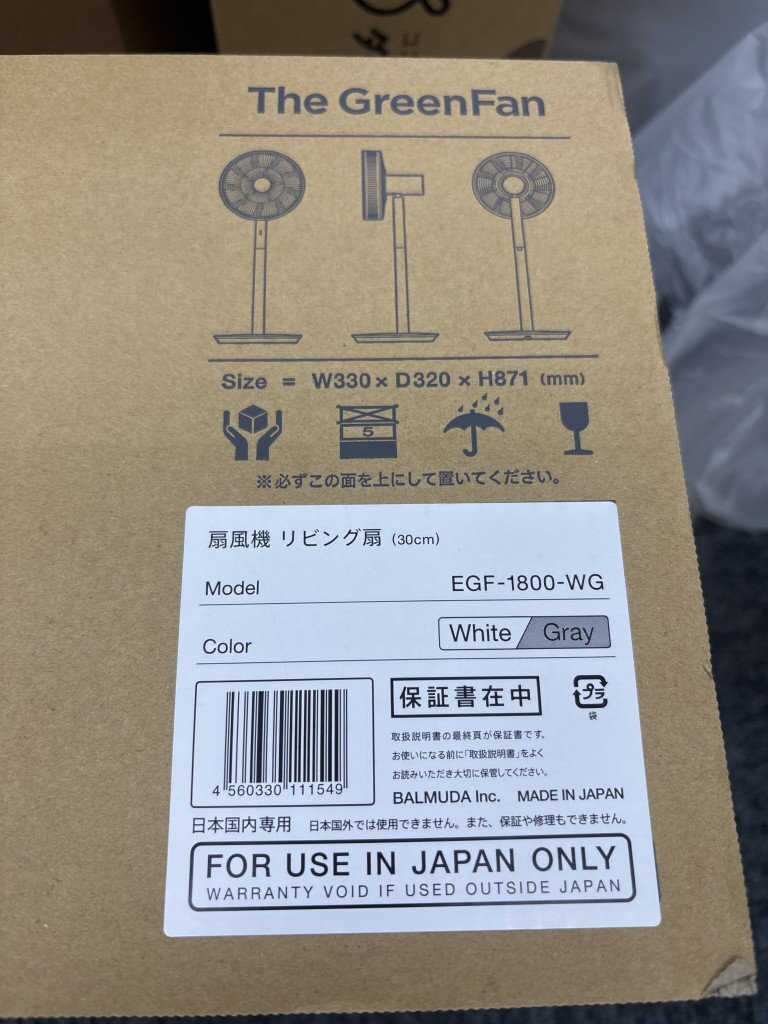 The GreenFan
Size = W330 × D320 × H871 (mm)
5
※必ずこの面を上にして置いてください。
扇風機 リビング扇 (30cm)
Model EGF-1800-WG
Color White Gray
保証書在中
プラ
袋
取扱説明書の最終頁が保証書です。
お使いになる前に「取扱説明書」をよく
お読みいただき大切に保管してください。
4 560330 111549
BALMUDA Inc. MADE IN JAPAN
日本国内専用 日本国外では使用できません。また、保証や修理もできません。
FOR USE IN JAPAN ONLY
WARRANTY VOID IF USED OUTSIDE JAPAN